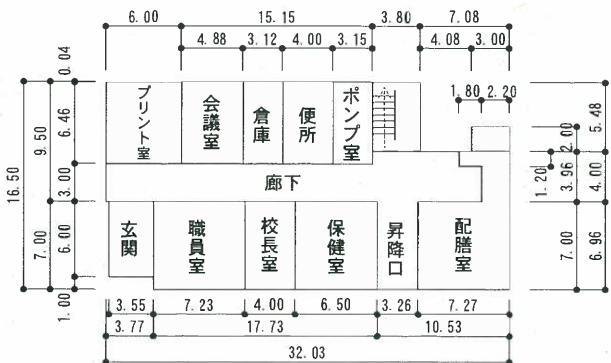 6.00 15.15 3.80 7.08
4.88 3.12 4.00 3.15 4.08 3.00
0.04
1.80 2.20
プリント室
会議室
倉庫
便所
ポンプ室
16.50
9.50
6.46
3.00
7.00
6.00
1.00
5.48
2.00
1.20
3.96
4.00
7.00
6.96
廊下
玄関
職員室
校長室
保健室
昇降口
配膳室
3.55 7.23 4.00 6.50 3.26 7.27
3.77 17.73 10.53
32.03